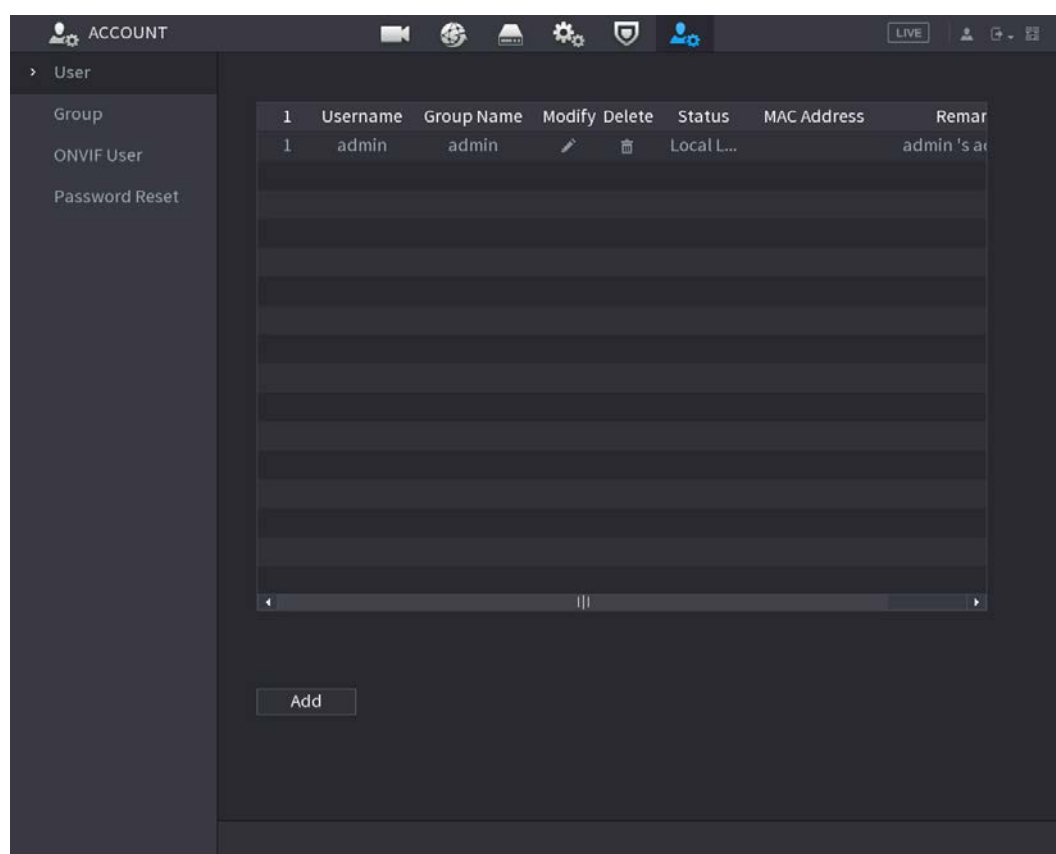 ACCOUNT LIVE
User
Group
ONVIF User
Password Reset
1 Username Group Name Modify Delete Status MAC Address Remar
1 admin admin Local L... admin 's a
Add